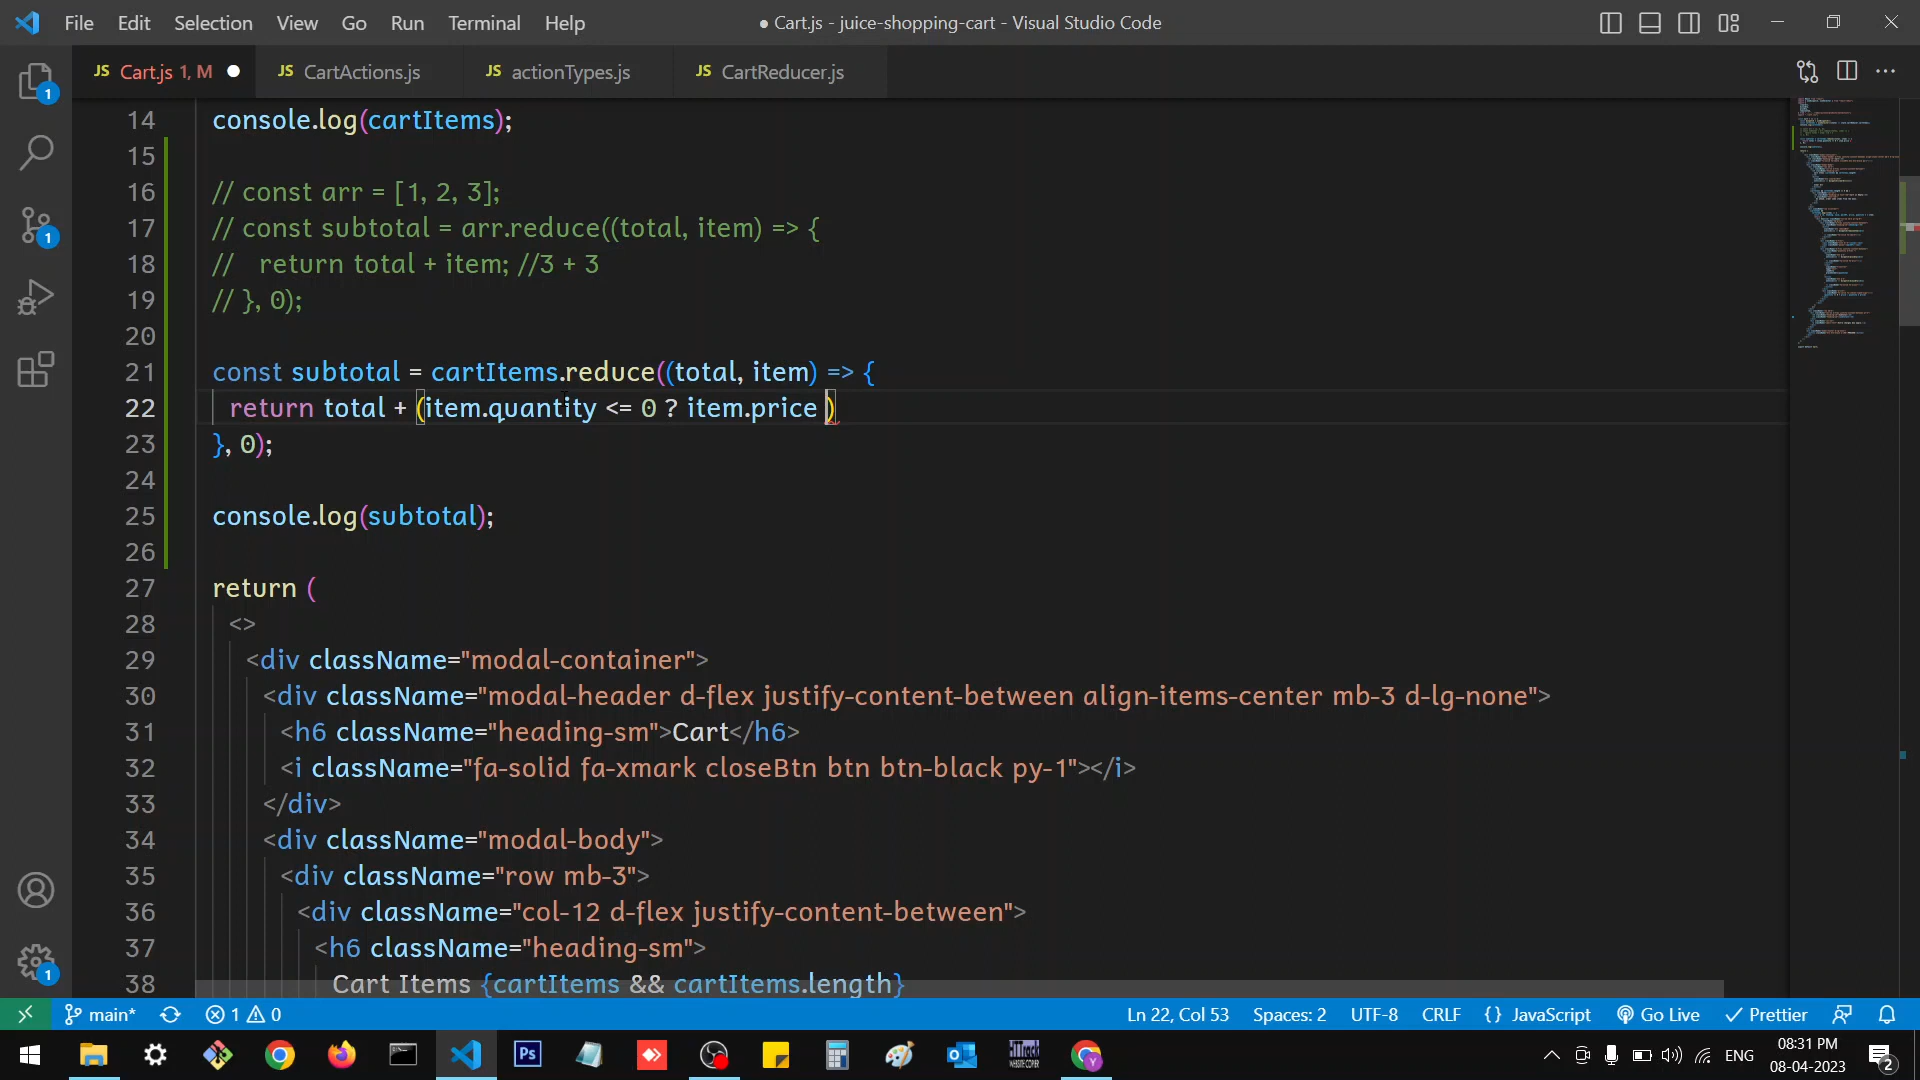 File Edit Selection View Go Run Terminal Help ● Cart.js - juice-shopping-cart - Visual Studio Code
JS Cart.js 1, M JS CartActions.js JS actionTypes.js JS CartReducer.js
14 console.log(cartItems);
15
16 // const arr = [1, 2, 3];
17 // const subtotal = arr.reduce((total, item) => {
18 //   return total + item; //3 + 3
19 // }, 0);
20
21 const subtotal = cartItems.reduce((total, item) => {
22 return total + (item.quantity <= 0 ? item.price )
23 }, 0);
24
25 console.log(subtotal);
26
27 return (
28 <>
29 <div className="modal-container">
30 <div className="modal-header d-flex justify-content-between align-items-center mb-3 d-lg-none">
31 <h6 className="heading-sm">Cart</h6>
32 <i className="fa-solid fa-xmark closeBtn btn btn-black py-1"></i>
33 </div>
34 <div className="modal-body">
35 <div className="row mb-3">
36 <div className="col-12 d-flex justify-content-between">
37 <h6 className="heading-sm">
38 Cart Items {cartItems && cartItems.length}
1
1
1
main* 1 0 Ln 22, Col 53 Spaces: 2 UTF-8 CRLF {} JavaScript Go Live Prettier
Ps ENG 08:31 PM
08-04-2023 2